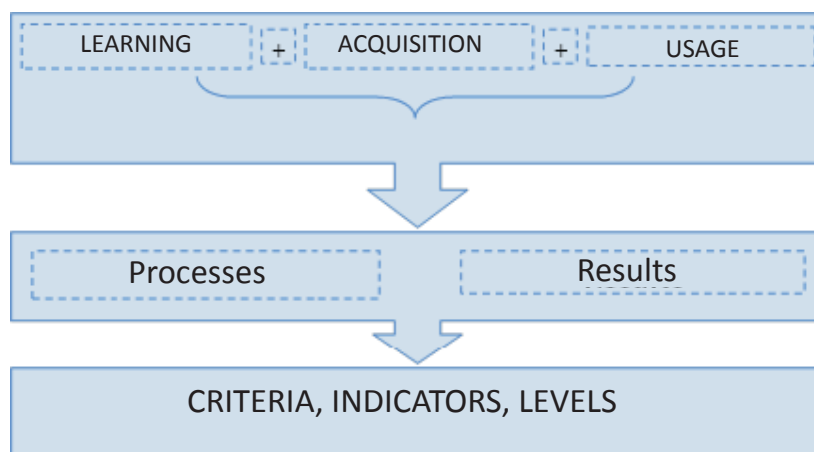 LEARNING + ACQUISITION + USAGE
Processes Results
CRITERIA, INDICATORS, LEVELS